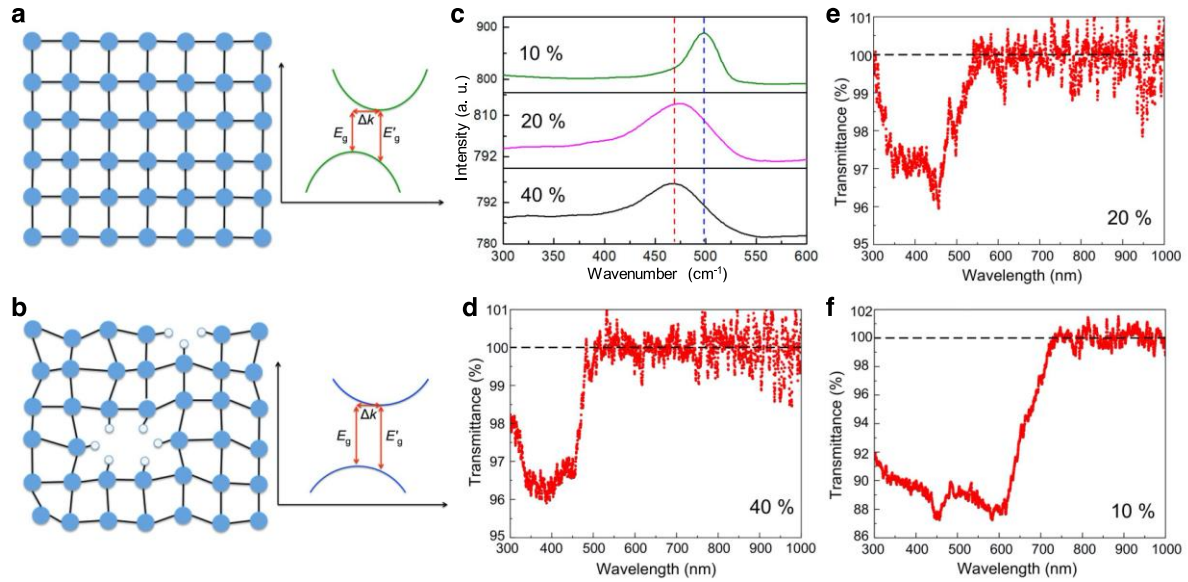 a
Δk
E_g
E'_g
b
Δk
E_g
E'_g
c
900
800
810
792
792
780
10 %
20 %
40 %
Intensity (a. u.)
300 350 400 450 500 550 600
Wavenumber (cm⁻¹)
d
101
100
99
98
97
96
95
Transmittance (%)
40 %
300 400 500 600 700 800 900 1000
Wavelength (nm)
e
101
100
99
98
97
96
95
Transmittance (%)
20 %
300 400 500 600 700 800 900 1000
Wavelength (nm)
f
102
100
98
96
94
92
90
88
86
Transmittance (%)
10 %
300 400 500 600 700 800 900 1000
Wavelength (nm)